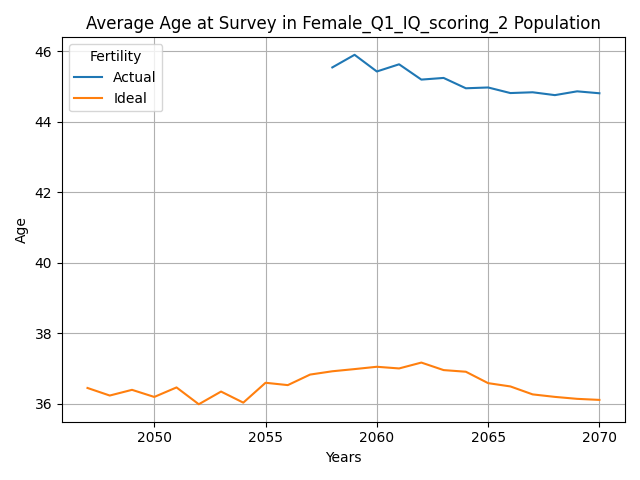 Average Age at Survey in Female_Q1_IQ_scoring_2 Population
Fertility
Actual
Ideal
46
44
42
40
38
36
Age
2050 2055 2060 2065 2070
Years